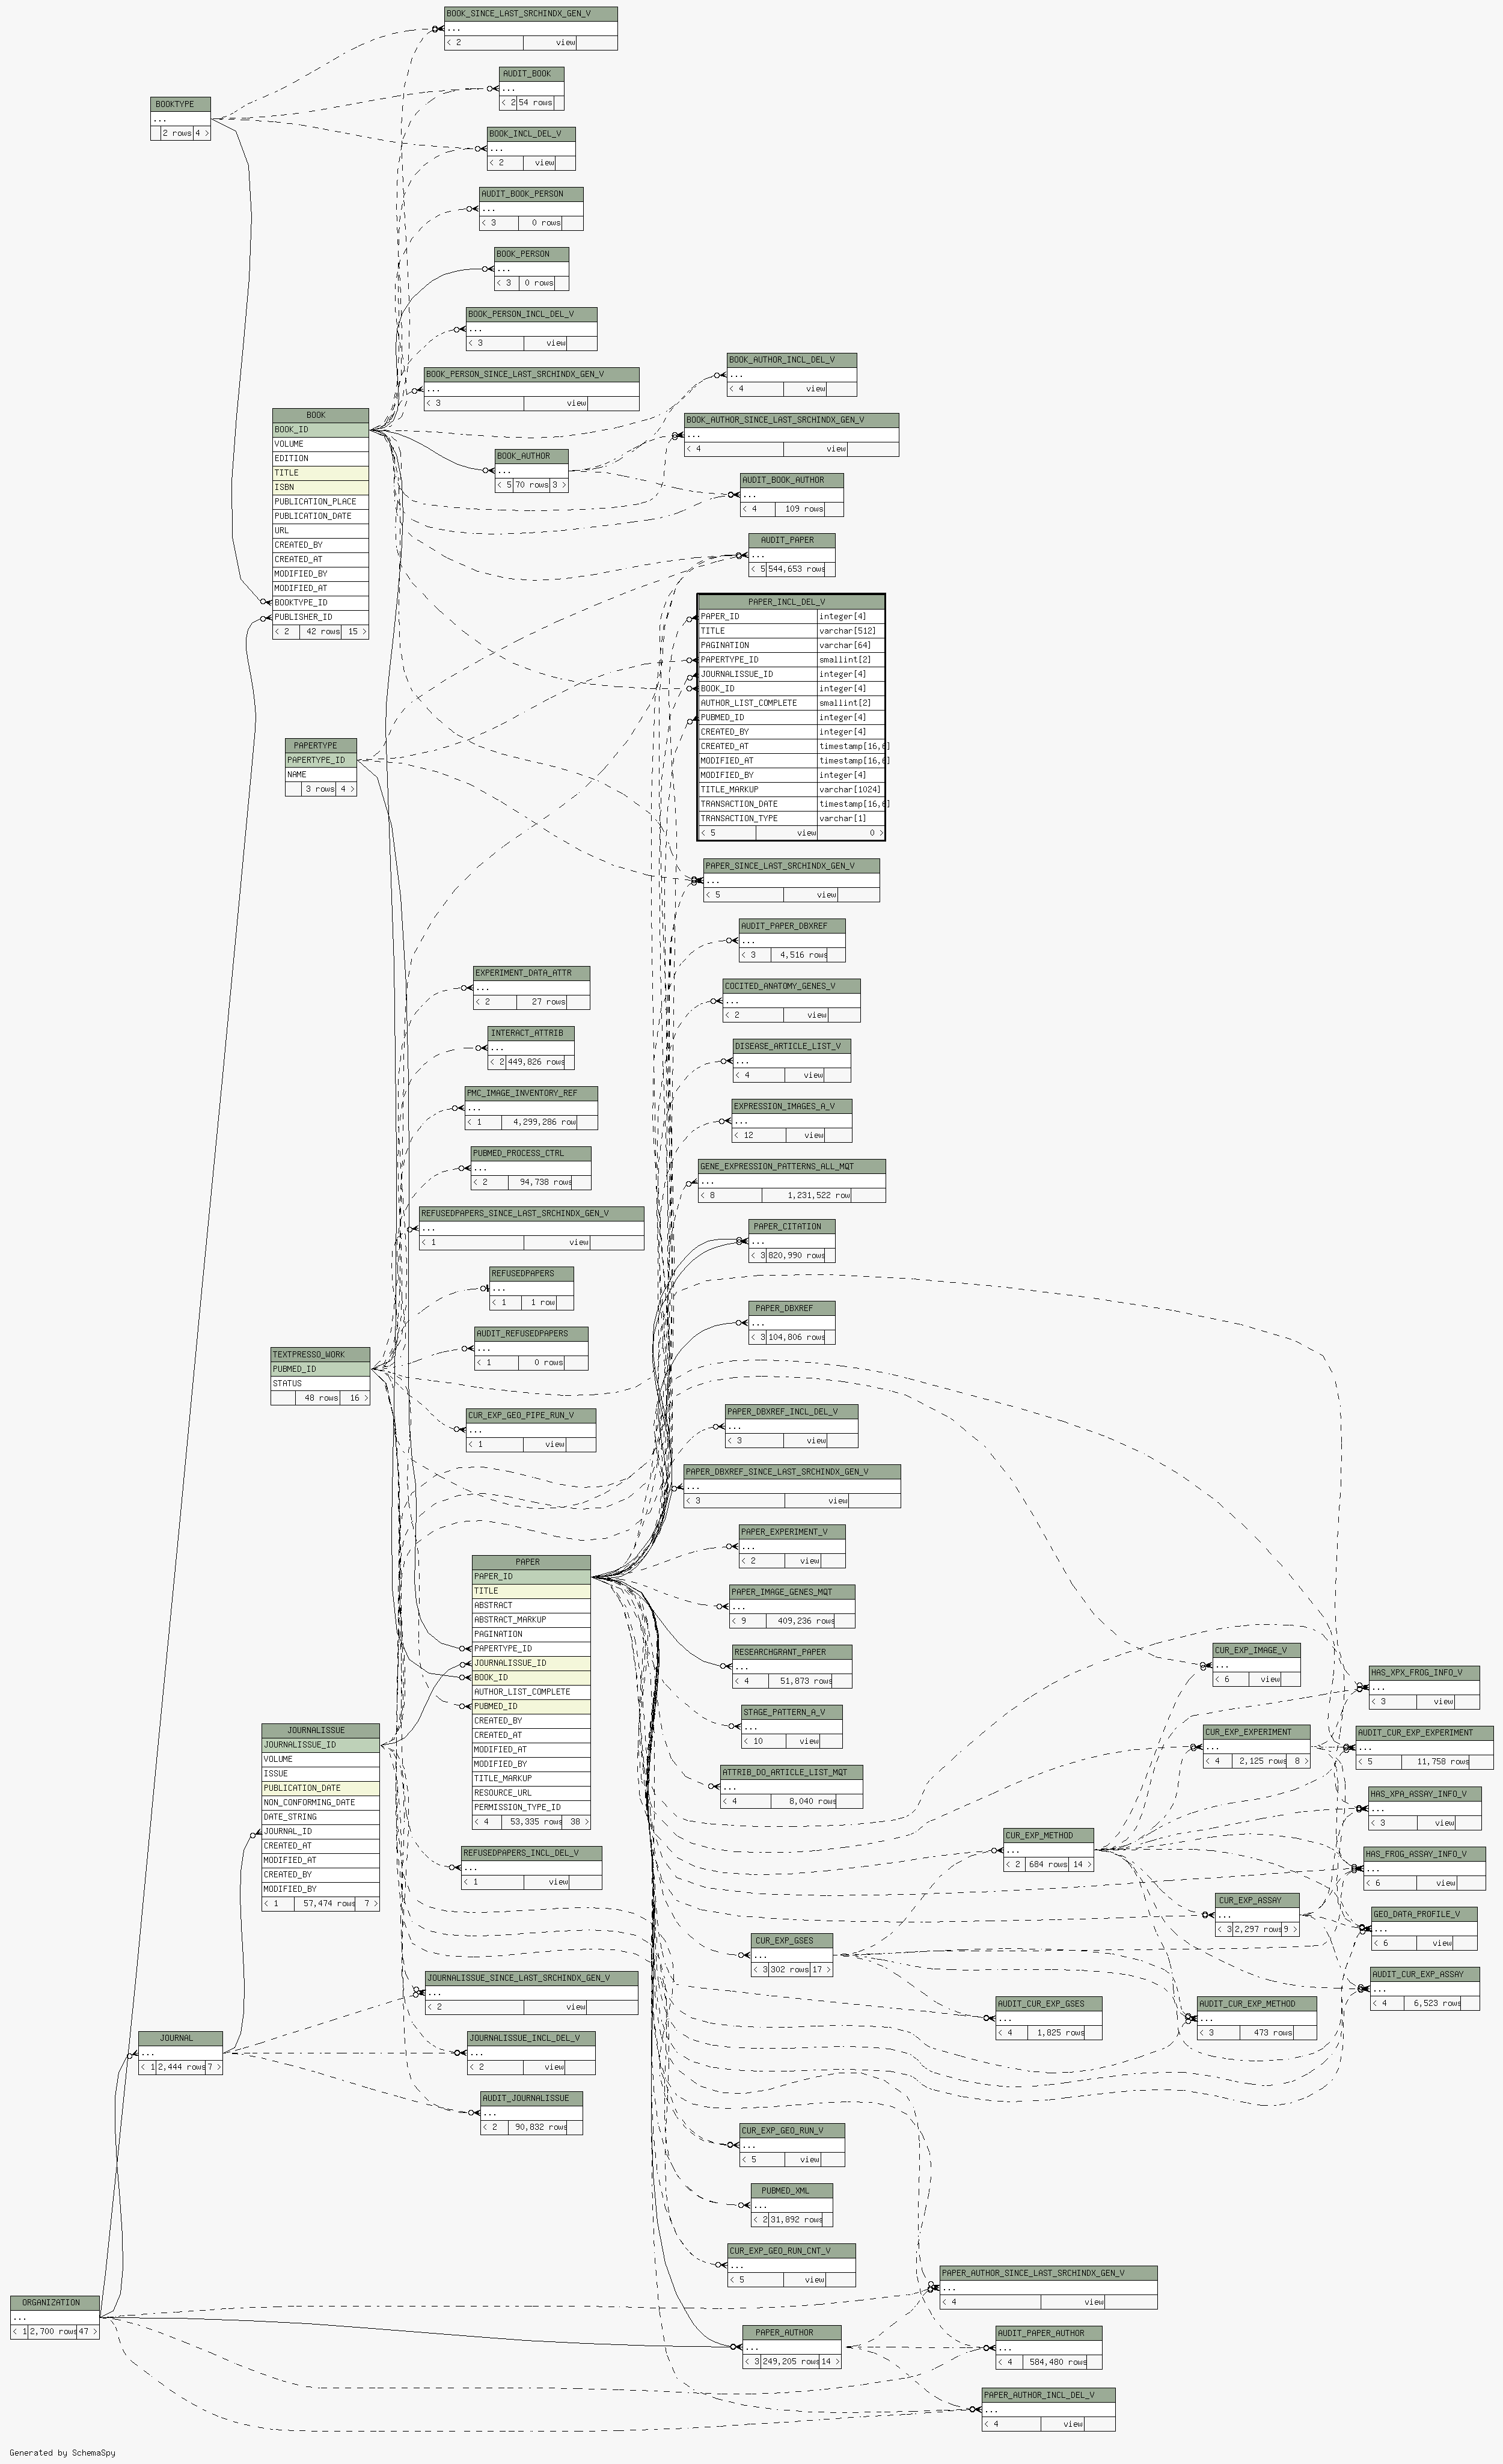 BOOK_SINCE_LAST_SRCHINDX_GEN_V
...
< 2 view
AUDIT_BOOK
...
< 2 54 rows
BOOKTYPE
...
2 rows 4 >
BOOK_INCL_DEL_V
...
< 2 view
AUDIT_BOOK_PERSON
...
< 3 0 rows
BOOK_PERSON
...
< 3 0 rows
BOOK_PERSON_INCL_DEL_V
...
< 3 view
BOOK_PERSON_SINCE_LAST_SRCHINDX_GEN_V
...
< 3 view
BOOK_AUTHOR_INCL_DEL_V
...
< 4 view
BOOK_AUTHOR_SINCE_LAST_SRCHINDX_GEN_V
...
< 4 view
BOOK
BOOK_ID
VOLUME
EDITION
TITLE
ISBN
PUBLICATION_PLACE
PUBLICATION_DATE
URL
CREATED_BY
CREATED_AT
MODIFIED_BY
MODIFIED_AT
BOOKTYPE_ID
PUBLISHER_ID
< 2 42 rows 15 >
BOOK_AUTHOR
...
< 5 70 rows 3 >
AUDIT_BOOK_AUTHOR
...
< 4 109 rows
AUDIT_PAPER
...
< 5 544,653 rows
PAPER_INCL_DEL_V
PAPER_ID integer[4]
TITLE varchar[512]
PAGINATION varchar[64]
PAPERTYPE_ID smallint[2]
JOURNALISSUE_ID integer[4]
BOOK_ID integer[4]
AUTHOR_LIST_COMPLETE smallint[2]
PUBMED_ID integer[4]
CREATED_BY integer[4]
CREATED_AT timestamp[16,6]
MODIFIED_AT timestamp[16,6]
MODIFIED_BY integer[4]
TITLE_MARKUP varchar[1024]
TRANSACTION_DATE timestamp[16,6]
TRANSACTION_TYPE varchar[1]
< 5 view 0 >
PAPERTYPE
PAPERTYPE_ID
NAME
3 rows 4 >
PAPER_SINCE_LAST_SRCHINDX_GEN_V
...
< 5 view
AUDIT_PAPER_DBXREF
...
< 3 4,516 rows
EXPERIMENT_DATA_ATTR
...
< 2 27 rows
COCITED_ANATOMY_GENES_V
...
< 2 view
INTERACT_ATTRIB
...
< 2 449,826 rows
DISEASE_ARTICLE_LIST_V
...
< 4 view
PMC_IMAGE_INVENTORY_REF
...
< 1 4,299,286 row
EXPRESSION_IMAGES_A_V
...
< 12 view
PUBMED_PROCESS_CTRL
...
< 2 94,738 rows
GENE_EXPRESSION_PATTERNS_ALL_MQT
...
< 8 1,231,522 row
REFUSEDPAPERS_SINCE_LAST_SRCHINDX_GEN_V
...
< 1 view
PAPER_CITATION
...
< 3 820,990 rows
REFUSEDPAPERS
...
< 1 1 row
PAPER_DBXREF
...
< 3 104,806 rows
AUDIT_REFUSEDPAPERS
...
< 1 0 rows
TEXTPRESSO_WORK
PUBMED_ID
STATUS
48 rows 16 >
CUR_EXP_GEO_PIPE_RUN_V
...
< 1 view
PAPER_DBXREF_INCL_DEL_V
...
< 3 view
PAPER_DBXREF_SINCE_LAST_SRCHINDX_GEN_V
...
< 3 view
PAPER_EXPERIMENT_V
...
< 2 view
PAPER
PAPER_ID
TITLE
ABSTRACT
ABSTRACT_MARKUP
PAGINATION
PAPERTYPE_ID
JOURNALISSUE_ID
BOOK_ID
AUTHOR_LIST_COMPLETE
PUBMED_ID
CREATED_BY
CREATED_AT
MODIFIED_AT
MODIFIED_BY
TITLE_MARKUP
RESOURCE_URL
PERMISSION_TYPE_ID
< 4 53,335 rows 38 >
PAPER_IMAGE_GENES_MQT
...
< 9 409,236 rows
RESEARCHGRANT_PAPER
...
< 4 51,873 rows
STAGE_PATTERN_A_V
...
< 10 view
ATTRIB_DO_ARTICLE_LIST_MQT
...
< 4 8,040 rows
CUR_EXP_IMAGE_V
...
< 6 view
HAS_XPX_FROG_INFO_V
...
< 3 view
CUR_EXP_EXPERIMENT
...
< 4 2,125 rows 8 >
AUDIT_CUR_EXP_EXPERIMENT
...
< 5 11,758 rows
HAS_XPA_ASSAY_INFO_V
...
< 3 view
JOURNALISSUE
JOURNALISSUE_ID
VOLUME
ISSUE
PUBLICATION_DATE
NON_CONFORMING_DATE
DATE_STRING
JOURNAL_ID
CREATED_AT
MODIFIED_AT
CREATED_BY
MODIFIED_BY
< 1 57,474 rows 7 >
CUR_EXP_METHOD
...
< 2 684 rows 14 >
HAS_FROG_ASSAY_INFO_V
...
< 6 view
REFUSEDPAPERS_INCL_DEL_V
...
< 1 view
CUR_EXP_ASSAY
...
< 3 2,297 rows 9 >
GEO_DATA_PROFILE_V
...
< 6 view
CUR_EXP_GSES
...
< 3 302 rows 17 >
AUDIT_CUR_EXP_ASSAY
...
< 4 6,523 rows
JOURNALISSUE_SINCE_LAST_SRCHINDX_GEN_V
...
< 2 view
AUDIT_CUR_EXP_GSES
...
< 4 1,825 rows
AUDIT_CUR_EXP_METHOD
...
< 3 473 rows
JOURNAL
...
< 1 2,444 rows 7 >
JOURNALISSUE_INCL_DEL_V
...
< 2 view
AUDIT_JOURNALISSUE
...
< 2 90,832 rows
CUR_EXP_GEO_RUN_V
...
< 5 view
PUBMED_XML
...
< 2 31,892 rows
CUR_EXP_GEO_RUN_CNT_V
...
< 5 view
PAPER_AUTHOR_SINCE_LAST_SRCHINDX_GEN_V
...
< 4 view
ORGANIZATION
...
< 1 2,700 rows 47 >
PAPER_AUTHOR
...
< 3 249,205 rows 14 >
AUDIT_PAPER_AUTHOR
...
< 4 584,480 rows
PAPER_AUTHOR_INCL_DEL_V
...
< 4 view
Generated by SchemaSpy